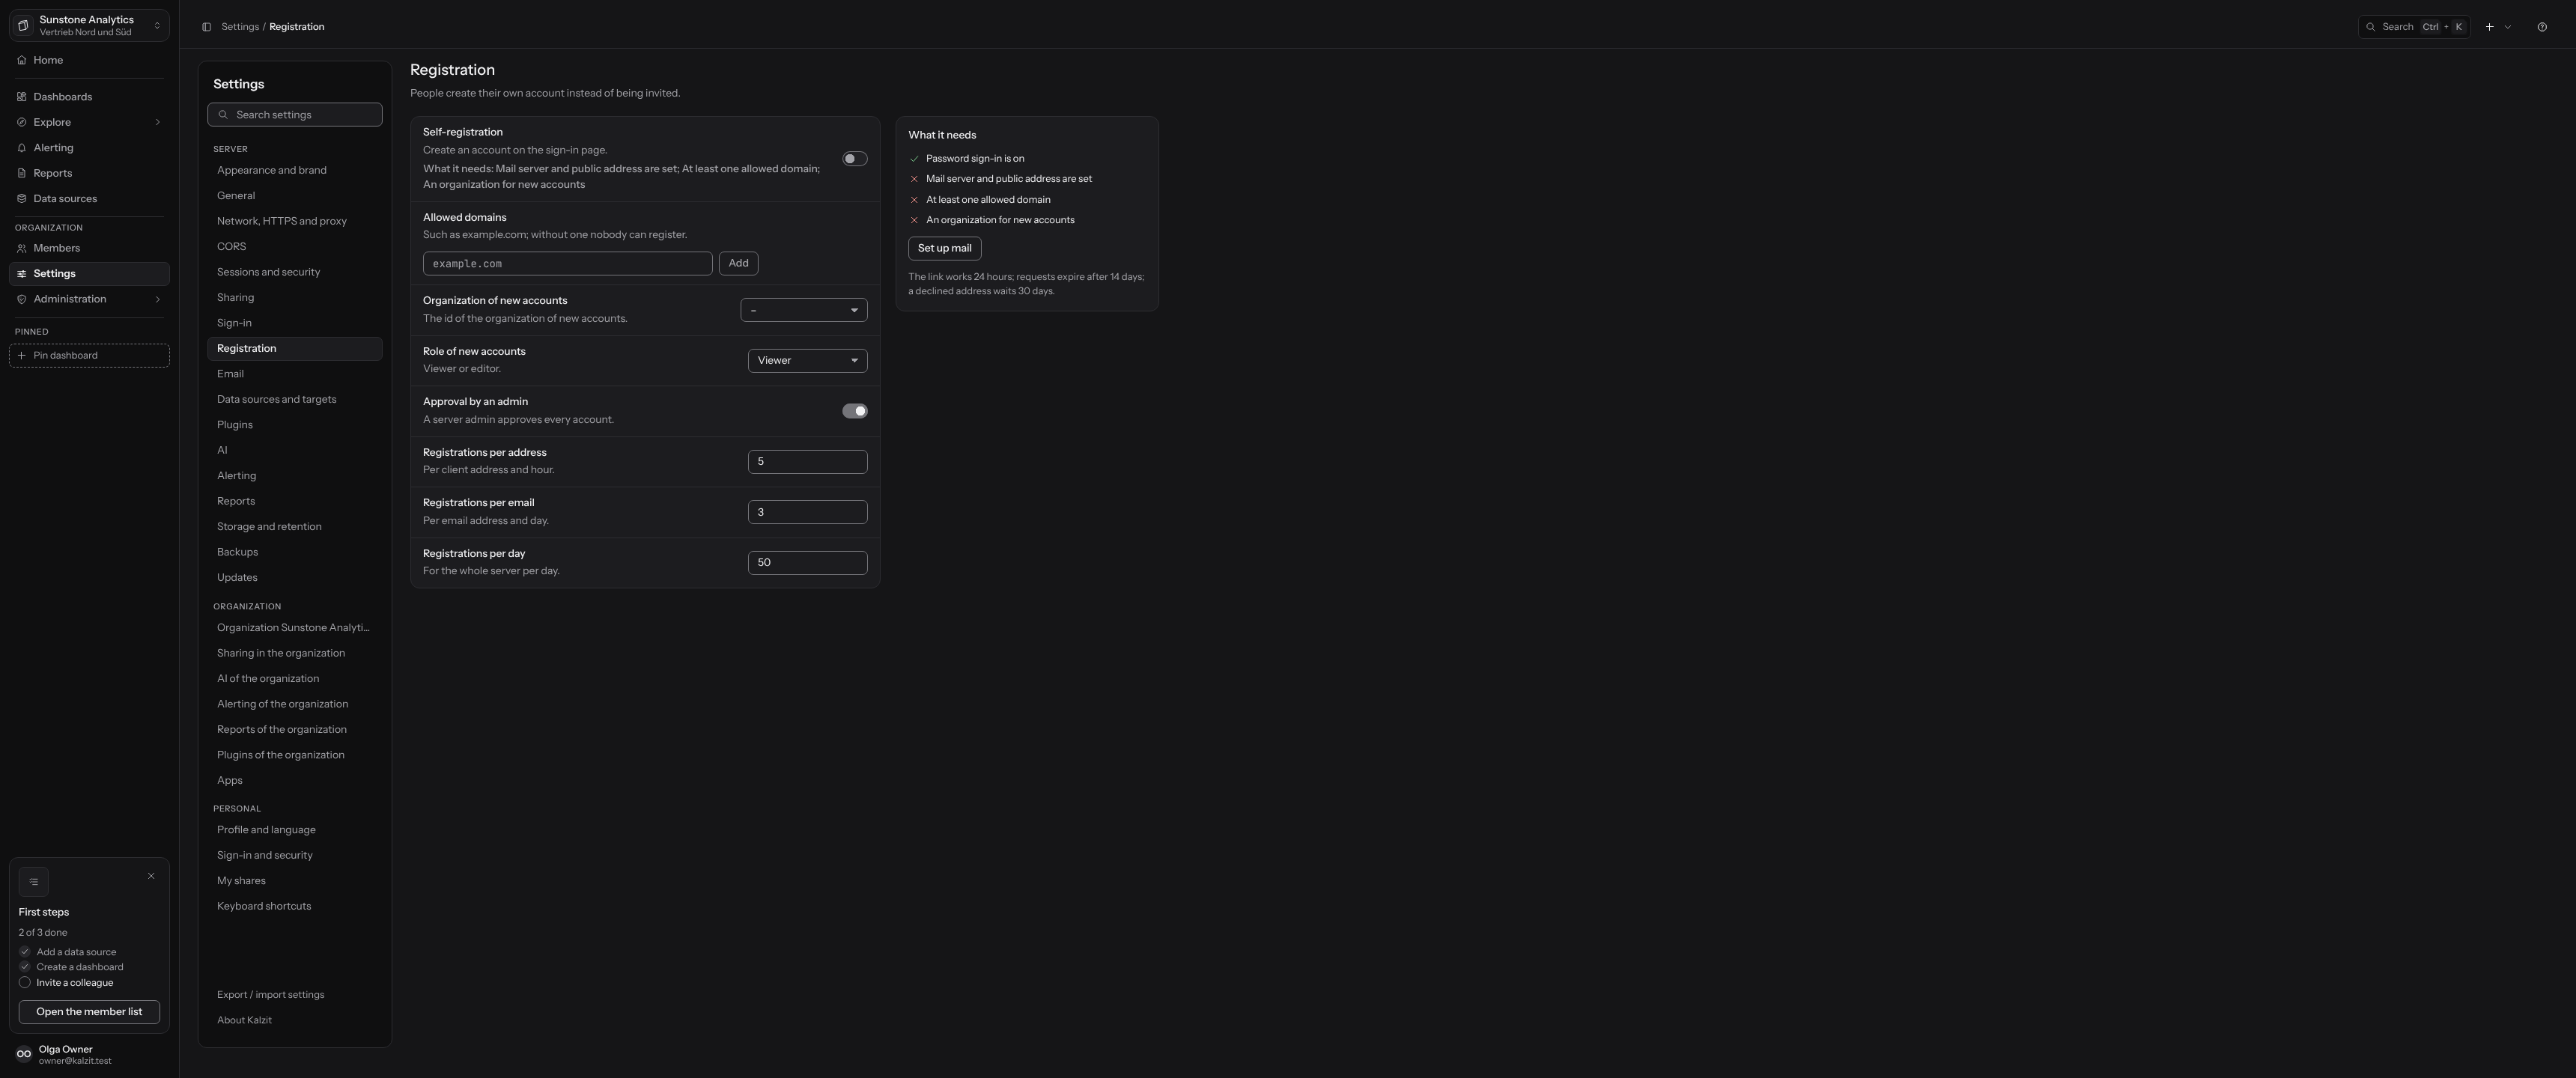 Sunstone Analytics
Vertrieb Nord und Süd
Home
Dashboards
Explore
Alerting
Reports
Data sources
ORGANIZATION
Members
Settings
Administration
PINNED
Pin dashboard
First steps
2 of 3 done
Add a data source
Create a dashboard
Invite a colleague
Open the member list
OO
Olga Owner
owner@kalzit.test
Settings / Registration
Search Ctrl + K
Settings
Search settings
SERVER
Appearance and brand
General
Network, HTTPS and proxy
CORS
Sessions and security
Sharing
Sign-in
Registration
Email
Data sources and targets
Plugins
AI
Alerting
Reports
Storage and retention
Backups
Updates
ORGANIZATION
Organization Sunstone Analyti...
Sharing in the organization
AI of the organization
Alerting of the organization
Reports of the organization
Plugins of the organization
Apps
PERSONAL
Profile and language
Sign-in and security
My shares
Keyboard shortcuts
Export / import settings
About Kalzit
Registration
People create their own account instead of being invited.
Self-registration
Create an account on the sign-in page.
What it needs: Mail server and public address are set; At least one allowed domain;
An organization for new accounts
Allowed domains
Such as example.com; without one nobody can register.
example.com
Add
Organization of new accounts
The id of the organization of new accounts.
–
Role of new accounts
Viewer or editor.
Viewer
Approval by an admin
A server admin approves every account.
Registrations per address
Per client address and hour.
5
Registrations per email
Per email address and day.
3
Registrations per day
For the whole server per day.
50
What it needs
Password sign-in is on
Mail server and public address are set
At least one allowed domain
An organization for new accounts
Set up mail
The link works 24 hours; requests expire after 14 days;
a declined address waits 30 days.